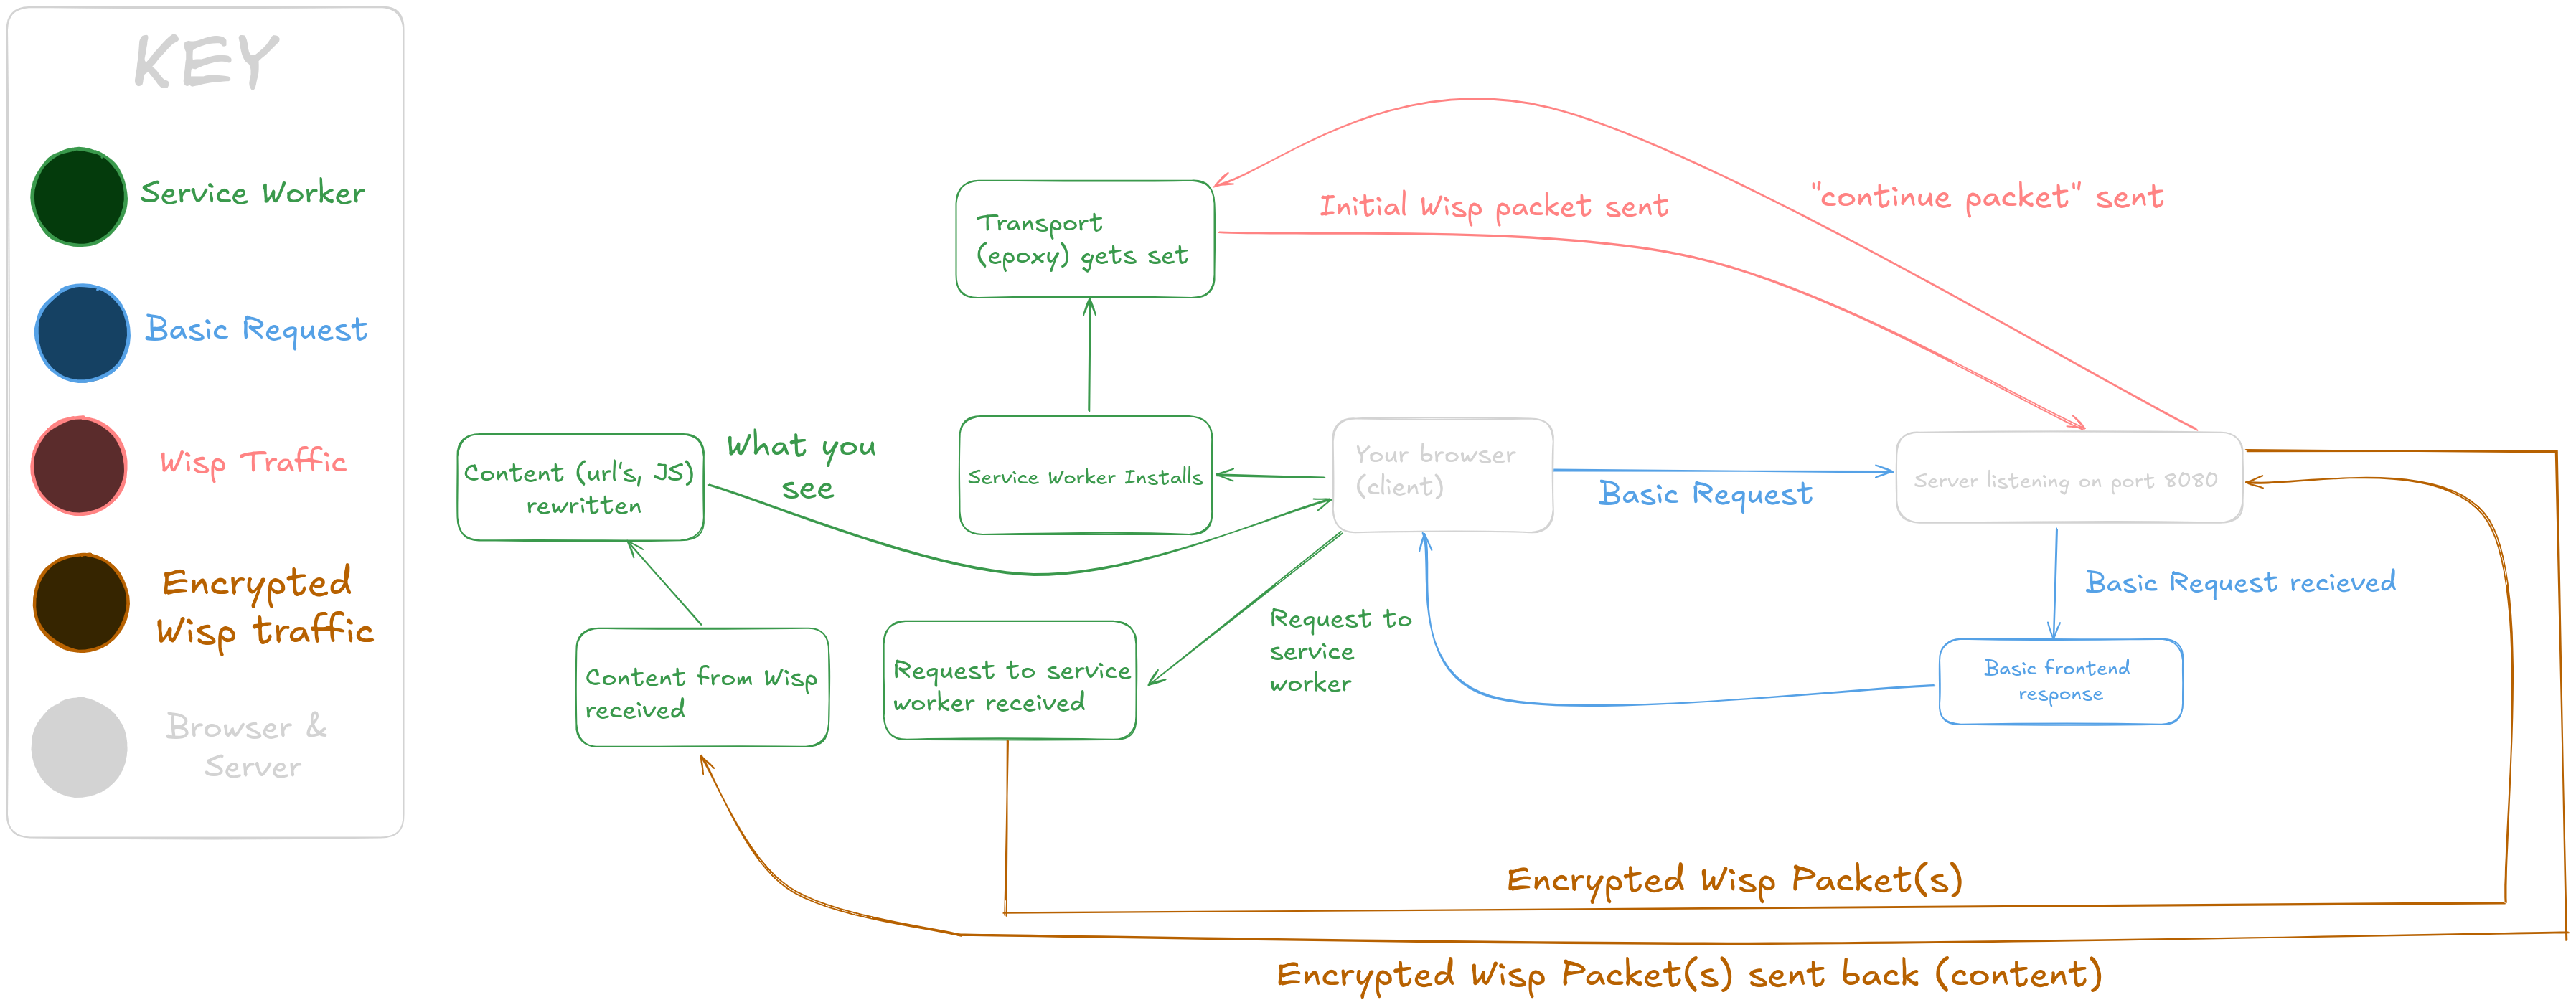 KEY
Service Worker
Basic Request
Wisp Traffic
Encrypted
Wisp traffic
Browser &
Server
"continue packet" sent
Initial Wisp packet sent
Transport
(epoxy) gets set
What you
see
Content (url's, JS)
rewritten
Service Worker Installs
Your browser
(client)
Basic Request
Server listening on port 8080
Basic Request recieved
Request to
service
worker
Content from Wisp
received
Request to service
worker received
Basic frontend
response
Encrypted Wisp Packet(s)
Encrypted Wisp Packet(s) sent back (content)